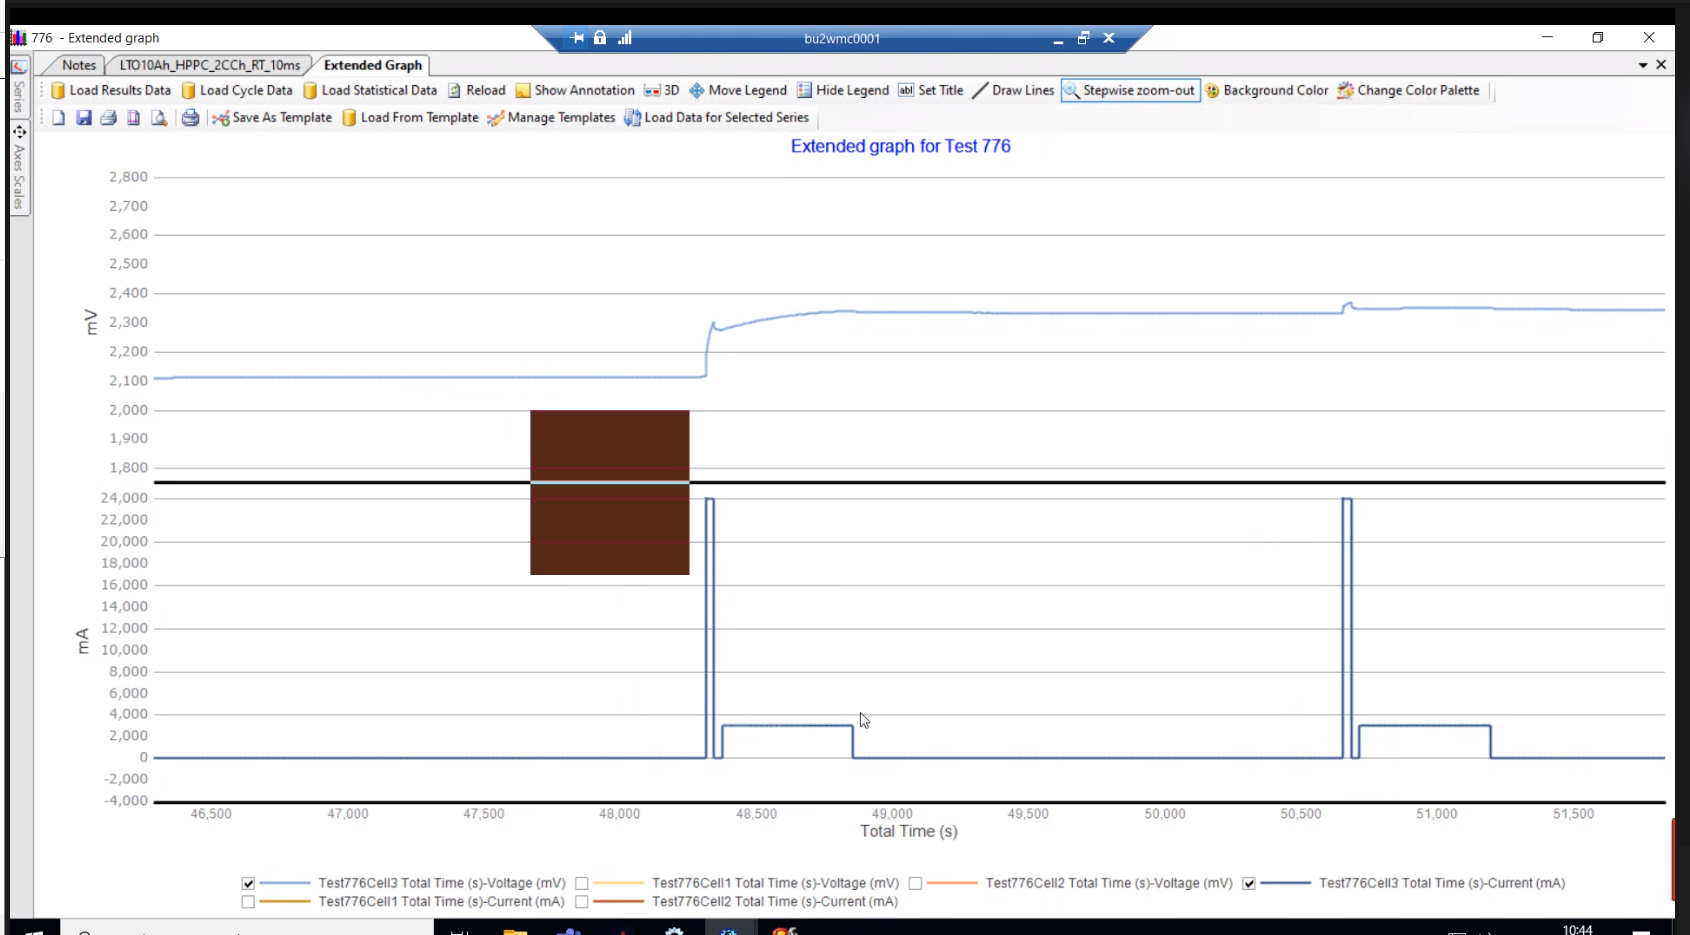 776 - Extended graph
bu2wmc0001
Notes
LTO10Ah_HPPC_2CCh_RT_10ms
Extended Graph
Load Results Data
Load Cycle Data
Load Statistical Data
Reload
Show Annotation
3D
Move Legend
Hide Legend
abl
Set Title
Draw Lines
Stepwise zoom-out
Background Color
Change Color Palette
Save As Template
Load From Template
Manage Templates
Load Data for Selected Series
Series
Axes Scales
Extended graph for Test 776
2,800
2,700
2,600
2,500
2,400
2,300
2,200
2,100
2,000
1,900
1,800
mV
24,000
22,000
20,000
18,000
16,000
14,000
12,000
10,000
8,000
6,000
4,000
2,000
0
-2,000
-4,000
mA
46,500
47,000
47,500
48,000
48,500
49,000
49,500
50,000
50,500
51,000
51,500
Total Time (s)
Test776Cell3 Total Time (s)-Voltage (mV)
Test776Cell1 Total Time (s)-Voltage (mV)
Test776Cell2 Total Time (s)-Voltage (mV)
Test776Cell3 Total Time (s)-Current (mA)
Test776Cell1 Total Time (s)-Current (mA)
Test776Cell2 Total Time (s)-Current (mA)
10:44